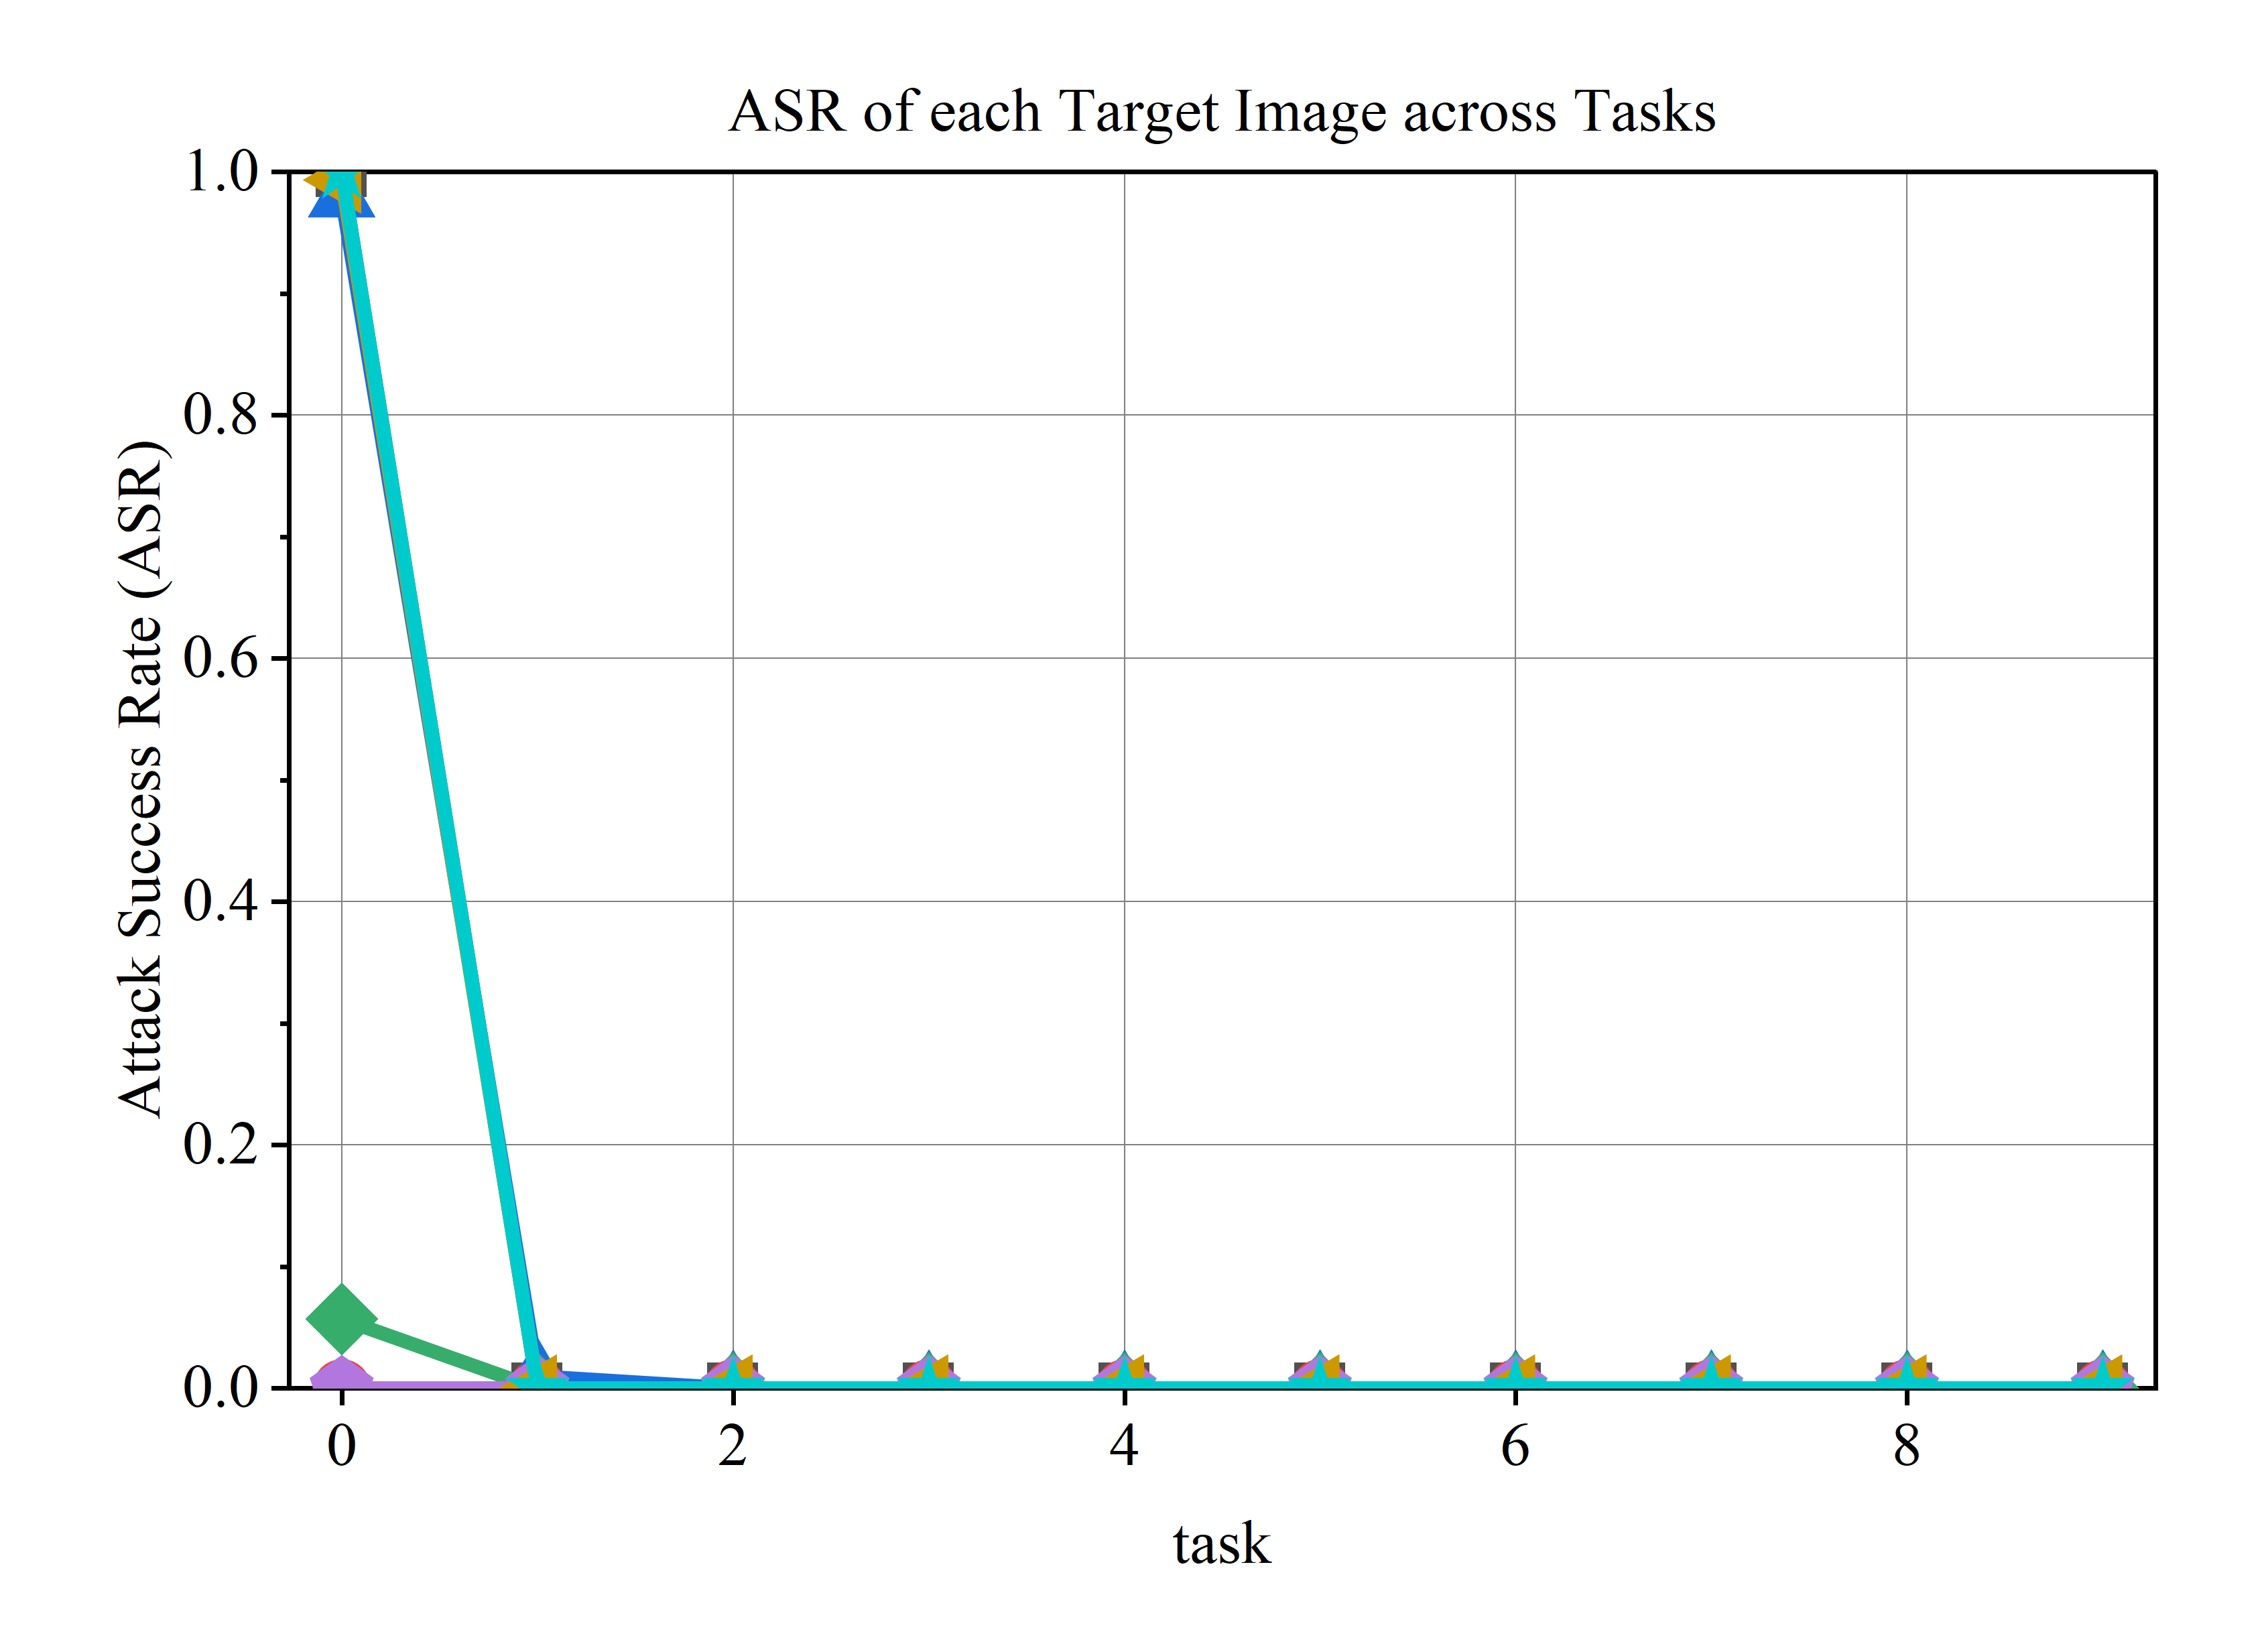 ASR of each Target Image across Tasks
1.0
0.8
0.6
0.4
0.2
0.0
Attack Success Rate (ASR)
0 2 4 6 8
task